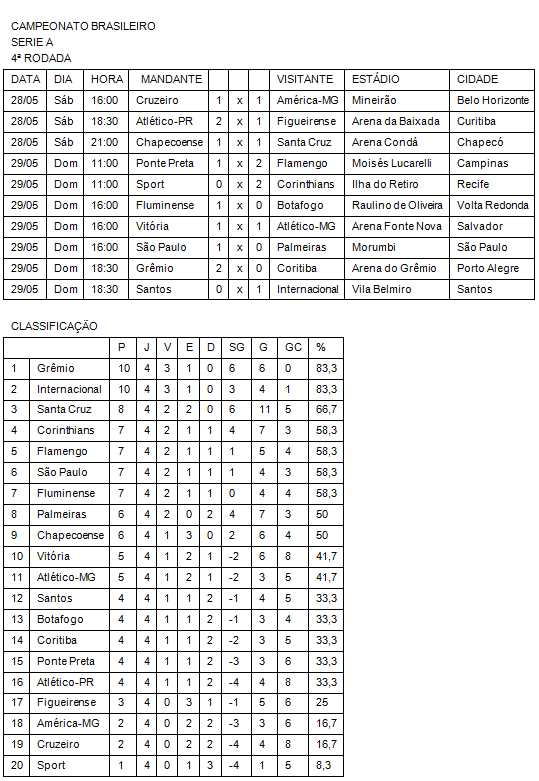 CAMPEONATO BRASILEIRO
SERIE A
4ª RODADA
DATA DIA HORA MANDANTE VISITANTE ESTÁDIO CIDADE
28/05 Sáb 16:00 Cruzeiro 1 x 1 América-MG Mineirão Belo Horizonte
28/05 Sáb 18:30 Atlético-PR 2 x 1 Figueirense Arena da Baixada Curitiba
28/05 Sáb 21:00 Chapecoense 1 x 1 Santa Cruz Arena Condá Chapecó
29/05 Dom 11:00 Ponte Preta 1 x 2 Flamengo Moisés Lucarelli Campinas
29/05 Dom 11:00 Sport 0 x 2 Corinthians Ilha do Retiro Recife
29/05 Dom 16:00 Fluminense 1 x 0 Botafogo Raulino de Oliveira Volta Redonda
29/05 Dom 16:00 Vitória 1 x 1 Atlético-MG Arena Fonte Nova Salvador
29/05 Dom 16:00 São Paulo 1 x 0 Palmeiras Morumbi São Paulo
29/05 Dom 18:30 Grêmio 2 x 0 Coritiba Arena do Grêmio Porto Alegre
29/05 Dom 18:30 Santos 0 x 1 Internacional Vila Belmiro Santos
CLASSIFICAÇÃO
P J V E D SG G GC %
1 Grêmio 10 4 3 1 0 6 6 0 83,3
2 Internacional 10 4 3 1 0 3 4 1 83,3
3 Santa Cruz 8 4 2 2 0 6 11 5 66,7
4 Corinthians 7 4 2 1 1 4 7 3 58,3
5 Flamengo 7 4 2 1 1 1 5 4 58,3
6 São Paulo 7 4 2 1 1 1 4 3 58,3
7 Fluminense 7 4 2 1 1 0 4 4 58,3
8 Palmeiras 6 4 2 0 2 4 7 3 50
9 Chapecoense 6 4 1 3 0 2 6 4 50
10 Vitória 5 4 1 2 1 -2 6 8 41,7
11 Atlético-MG 5 4 1 2 1 -2 3 5 41,7
12 Santos 4 4 1 1 2 -1 4 5 33,3
13 Botafogo 4 4 1 1 2 -1 3 4 33,3
14 Coritiba 4 4 1 1 2 -2 3 5 33,3
15 Ponte Preta 4 4 1 1 2 -3 3 6 33,3
16 Atlético-PR 4 4 1 1 2 -4 4 8 33,3
17 Figueirense 3 4 0 3 1 -1 5 6 25
18 América-MG 2 4 0 2 2 -3 3 6 16,7
19 Cruzeiro 2 4 0 2 2 -4 4 8 16,7
20 Sport 1 4 0 1 3 -4 1 5 8,3